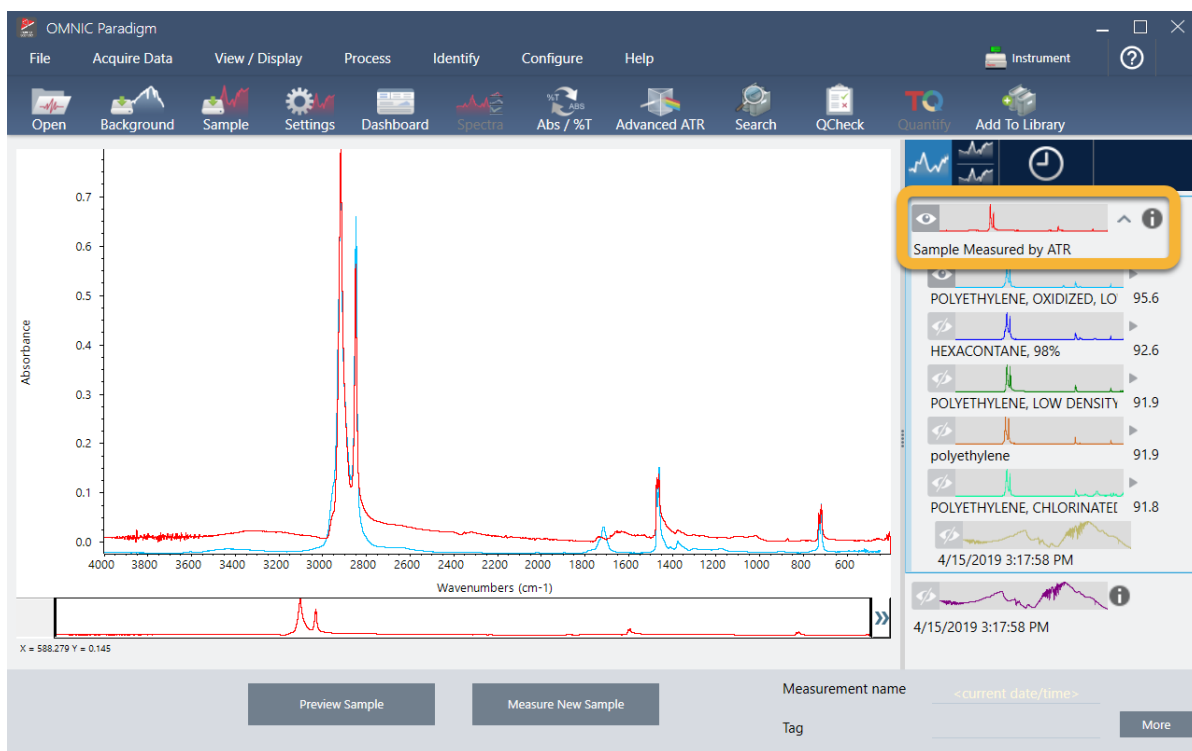 OMNIC Paradigm
File Acquire Data View / Display Process Identify Configure Help Instrument ?
%T ABS TQ
Open Background Sample Settings Dashboard Spectra Abs / %T Advanced ATR Search QCheck Quantify Add To Library
Sample Measured by ATR
POLYETHYLENE, OXIDIZED, LO 95.6
HEXACONTANE, 98% 92.6
POLYETHYLENE, LOW DENSITY 91.9
polyethylene 91.9
POLYETHYLENE, CHLORINATE 91.8
4/15/2019 3:17:58 PM
4/15/2019 3:17:58 PM
0.7
0.6
0.5
0.4
0.3
0.2
0.1
0.0
Absorbance
4000 3800 3600 3400 3200 3000 2800 2600 2400 2200 2000 1800 1600 1400 1200 1000 800 600
Wavenumbers (cm-1)
X = 588.279 Y = 0.145
Preview Sample Measure New Sample
Measurement name <current date/time>
Tag
More